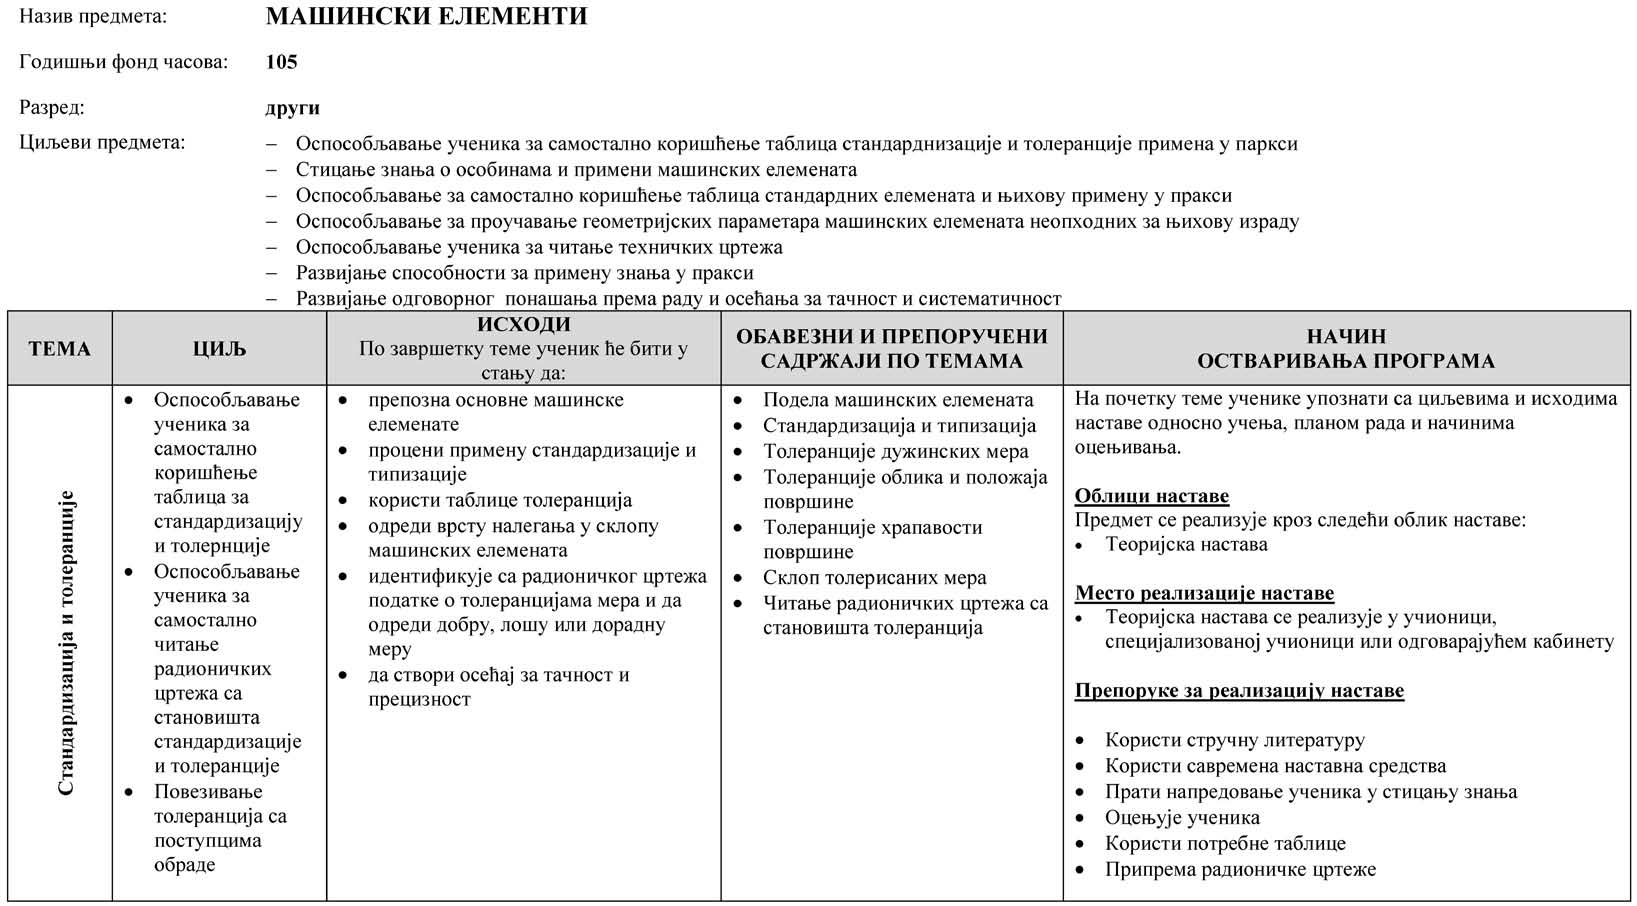 Назив предмета: МАШИНСКИ ЕЛЕМЕНТИ
Годишњи фонд часова: 105
Разред: други
Циљеви предмета:
– Оспособљавање ученика за самостално коришћење таблица стандарднизације и толеранције примена у паркси
– Стицање знања о особинама и примени машинских елемената
– Оспособљавање за самостално коришћење таблица стандардних елемената и њихову примену у пракси
– Оспособљавање за проучавање геометријских параметара машинских елемената неопходних за њихову израду
– Оспособљавање ученика за читање техничких цртежа
– Развијање способности за примену знања у пракси
– Развијање одговорног понашања према раду и осећања за тачност и систематичност
ТЕМА
ЦИЉ
ИСХОДИ
По завршетку теме ученик ће бити у
стању да:
ОБАВЕЗНИ И ПРЕПОРУЧЕНИ
САДРЖАЈИ ПО ТЕМАМА
НАЧИН
ОСТВАРИВАЊА ПРОГРАМА
Стандардизација и толеранције
• Оспособљавање
ученика за
самостално
коришћење
таблица за
стандардизацију
и толернције
• Оспособљавање
ученика за
самостално
читање
радионичких
цртежа са
становишта
стандардизације
и толеранције
• Повезивање
толеранција са
поступцима
обраде
• препозна основне машинске
елеменате
• процени примену стандардизације и
типизације
• користи таблице толеранција
• одреди врсту налегања у склопу
машинских елемената
• идентификује са радионичког цртежа
податке о толеранцијама мера и да
одреди добру, лошу или дорадну
меру
• да створи осећај за тачност и
прецизност
• Подела машинских елемената
• Стандардизација и типизација
• Толеранције дужинских мера
• Толеранције облика и положаја
површине
• Толеранције храпавости
површине
• Склоп толерисаних мера
• Читање радионичких цртежа са
становишта толеранција
На почетку теме ученике упознати са циљевима и исходима
наставе односно учења, планом рада и начинима
оцењивања.
Облици наставе
Предмет се реализује кроз следећи облик наставе:
• Теоријска настава
Место реализације наставе
• Теоријска настава се реализује у учионици,
специјализованој учионици или одговарајућем кабинету
Препоруке за реализацију наставе
• Користи стручну литературу
• Користи савремена наставна средства
• Прати напредовање ученика у стицању знања
• Оцењује ученика
• Користи потребне таблице
• Припрема радионичке цртеже